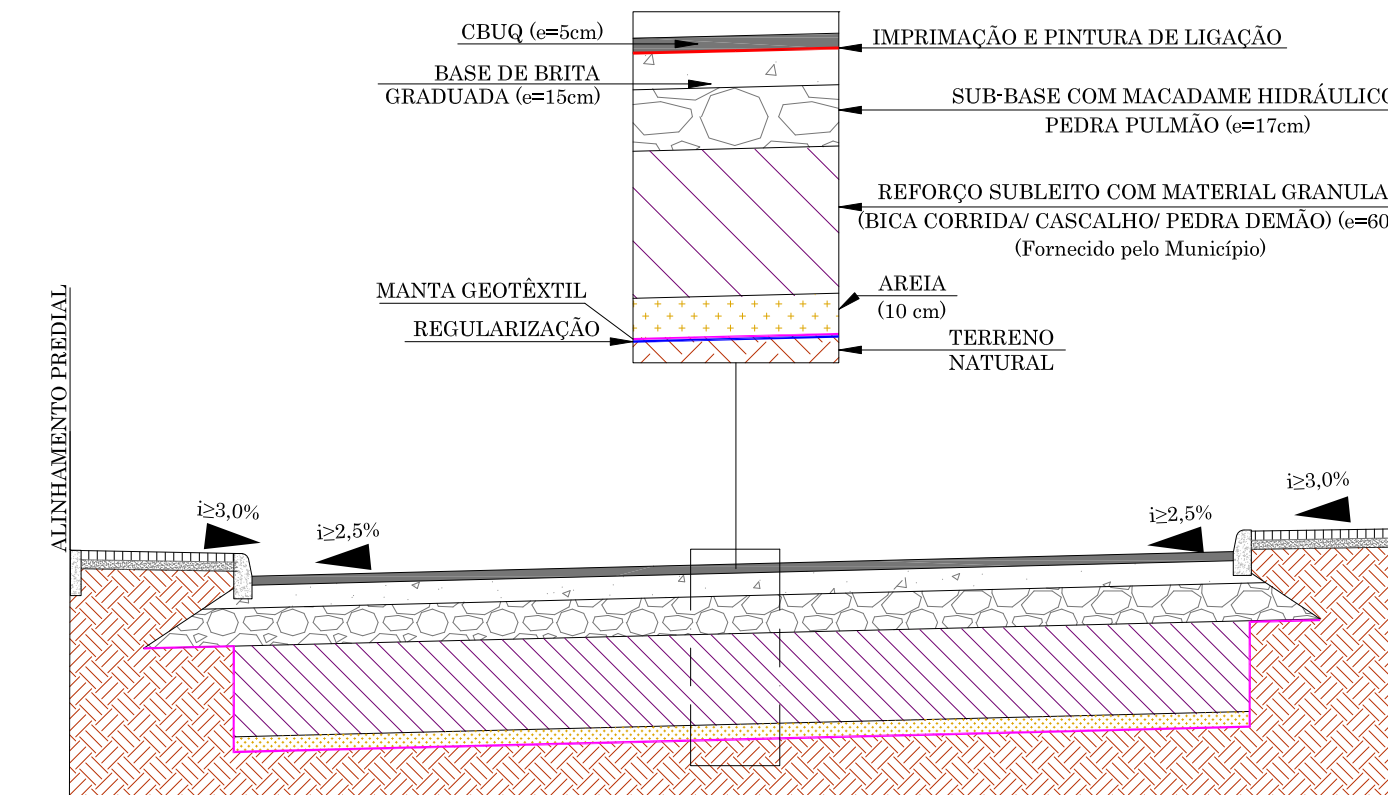 CBUQ (e=5cm)
IMPRIMAÇÃO E PINTURA DE LIGAÇÃO
BASE DE BRITA
GRADUADA (e=15cm)
SUB-BASE COM MACADAME HIDRÁULICO
PEDRA PULMÃO (e=17cm)
REFORÇO SUBLEITO COM MATERIAL GRANULA
(BICA CORRIDA/ CASCALHO/ PEDRA DEMÃO) (e=60
(Fornecido pelo Município)
MANTA GEOTÊXTIL
REGULARIZAÇÃO
AREIA
(10 cm)
TERRENO
NATURAL
ALINHAMENTO PREDIAL
i≥3,0%
i≥2,5%
i≥2,5%
i≥3,0%